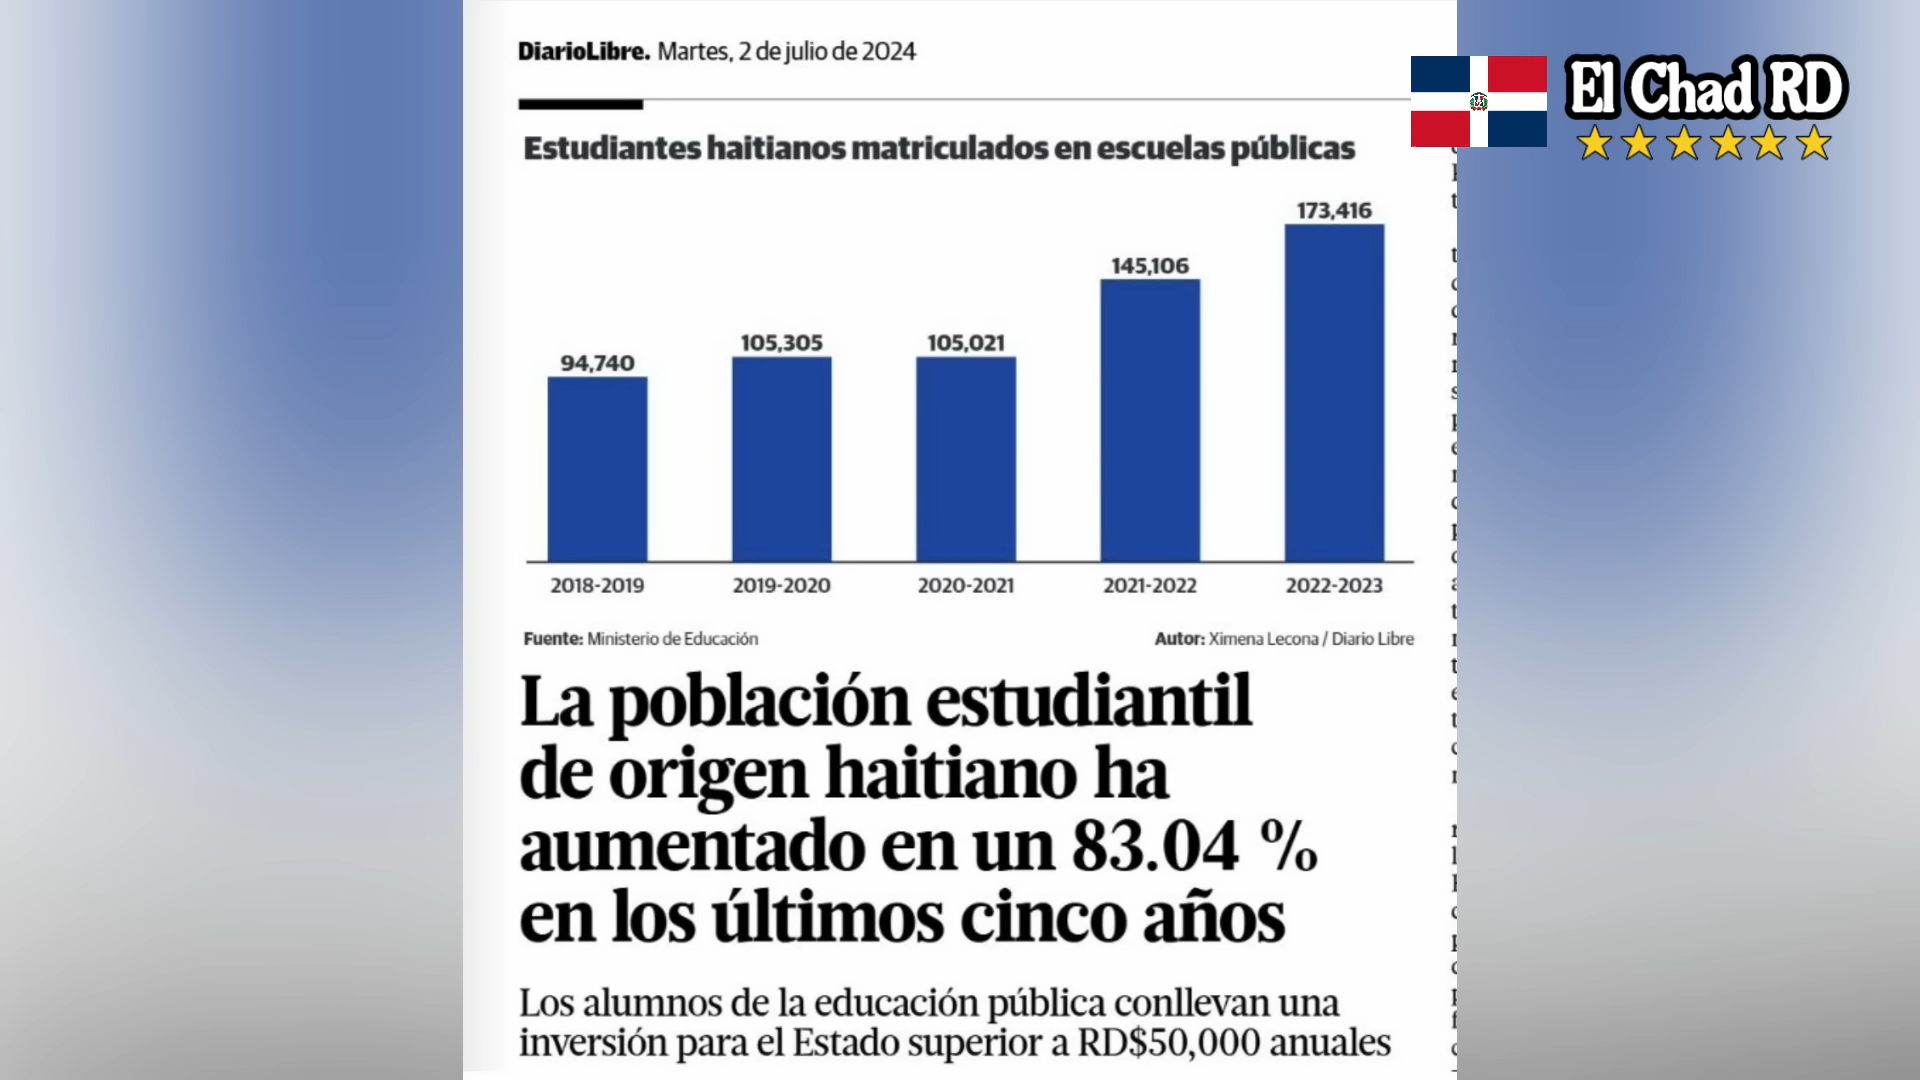 DiarioLibre. Martes, 2 de julio de 2024
El Chad RD
Estudiantes haitianos matriculados en escuelas públicas
173,416
145,106
105,305
105,021
94,740
2018-2019
2019-2020
2020-2021
2021-2022
2022-2023
Fuente: Ministerio de Educación
Autor: Ximena Lecona / Diario Libre
La población estudiantil
de origen haitiano ha
aumentado en un 83.04 %
en los últimos cinco años
Los alumnos de la educación pública conllevan una
inversión para el Estado superior a RD$50,000 anuales